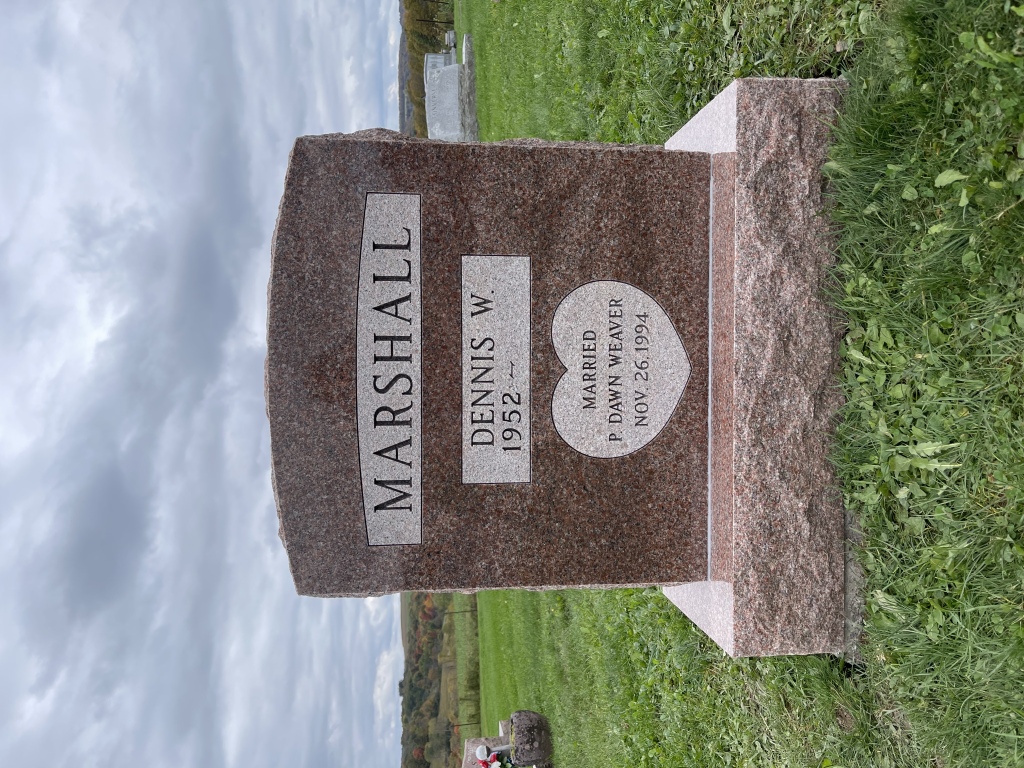 MARSHALL
DENNIS W.
1952 ~
MARRIED
P DAWN WEAVER
NOV. 26. 1994